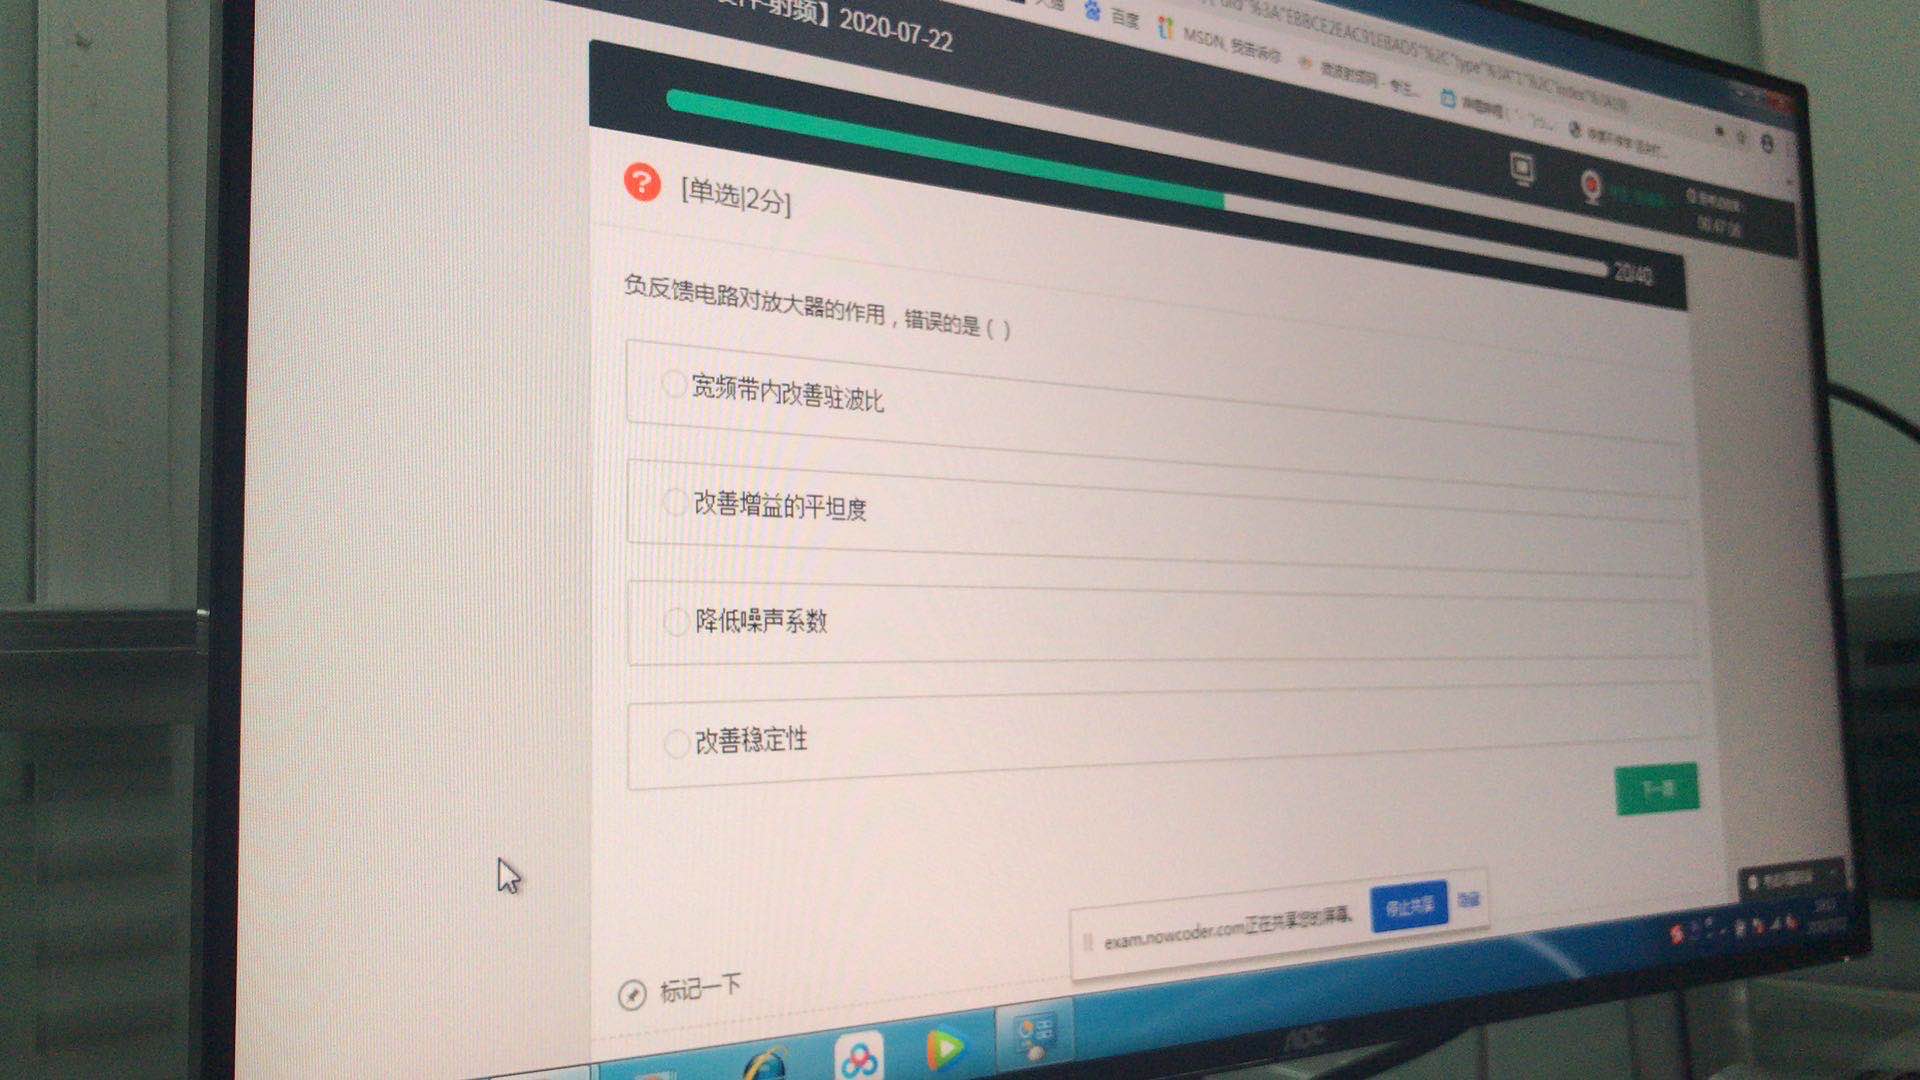 射频】2020-07-22
百度
MSDN, 我告诉你
20/40
[单选|2分]
负反馈电路对放大器的作用，错误的是 ( )
宽频带内改善驻波比
改善增益的平坦度
降低噪声系数
改善稳定性
下一题
exam.nowcoder.com正在共享您的屏幕。
停止共享
隐藏
标记一下
AOC